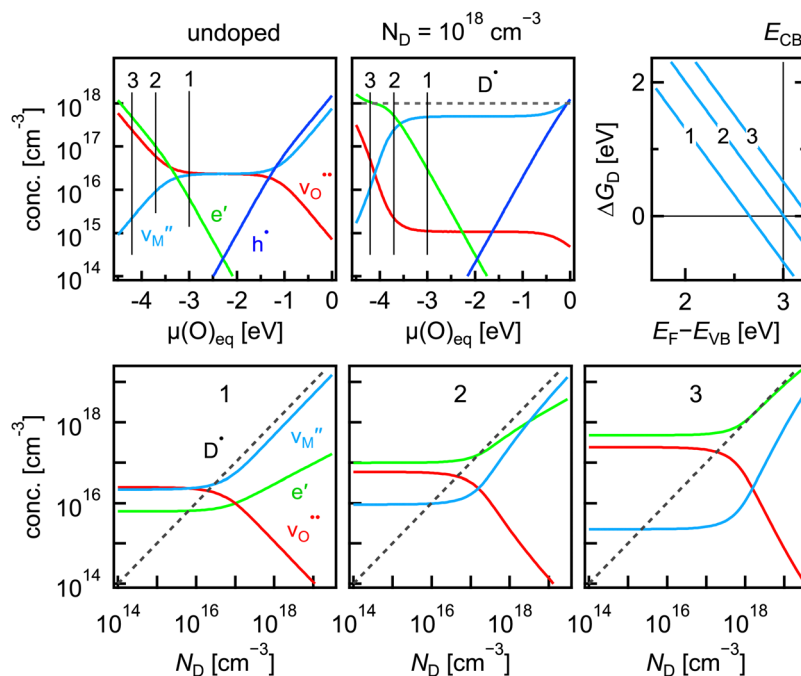 undoped
N_D = 10^18 cm^−3
E_CB
3 2 1
3 2 1
D^•
1 2 3
v_O^••
v_M″
e′
h^•
conc. [cm^−3]
10^18
10^17
10^16
10^15
10^14
-4 -3 -2 -1 0
-4 -3 -2 -1 0
μ(O)_eq [eV]
μ(O)_eq [eV]
ΔG_D [eV]
2
0
2 3
E_F−E_VB [eV]
1
2
3
D^•
v_M″
e′
v_O^••
conc. [cm^−3]
10^18
10^16
10^14
10^14 10^16 10^18
10^14 10^16 10^18
10^14 10^16 10^18
N_D [cm^−3]
N_D [cm^−3]
N_D [cm^−3]